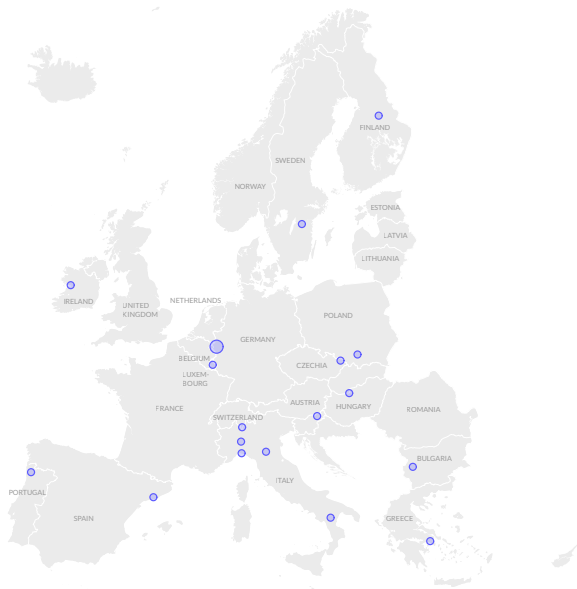 FINLAND
SWEDEN
NORWAY
ESTONIA
LATVIA
LITHUANIA
IRELAND
UNITED
KINGDOM
NETHERLANDS
POLAND
GERMANY
BELGIUM
CZECHIA
LUXEM-
BOURG
AUSTRIA
HUNGARY
FRANCE
ROMANIA
SWITZERLAND
BULGARIA
ITALY
PORTUGAL
SPAIN
GREECE